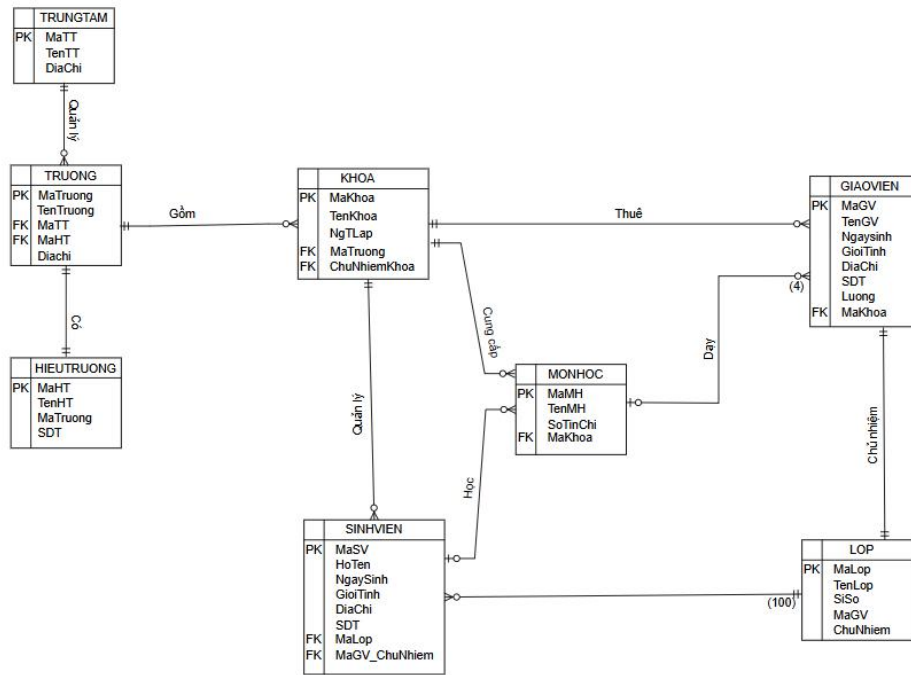 TRUNGTAM
PK MaTT
TenTT
DiaChi
Quản lý
TRUONG
PK MaTruong
TenTruong
FK MaTT
FK MaHT
Diachi
Gồm
Có
HIEUTRUONG
PK MaHT
TenHT
MaTruong
SDT
KHOA
PK MaKhoa
TenKhoa
NgTLap
FK MaTruong
FK ChuNhiemKhoa
Thuê
Cung cấp
Quản lý
GIAOVIEN
PK MaGV
TenGV
Ngaysinh
GioiTinh
DiaChi
SDT
Luong
FK MaKhoa
(4)
Dạy
MONHOC
PK MaMH
TenMH
SoTinChi
FK MaKhoa
Học
Chủ nhiệm
SINHVIEN
PK MaSV
HoTen
NgaySinh
GioiTinh
DiaChi
SDT
FK MaLop
FK MaGV_ChuNhiem
(100)
LOP
PK MaLop
TenLop
SiSo
MaGV
ChuNhiem